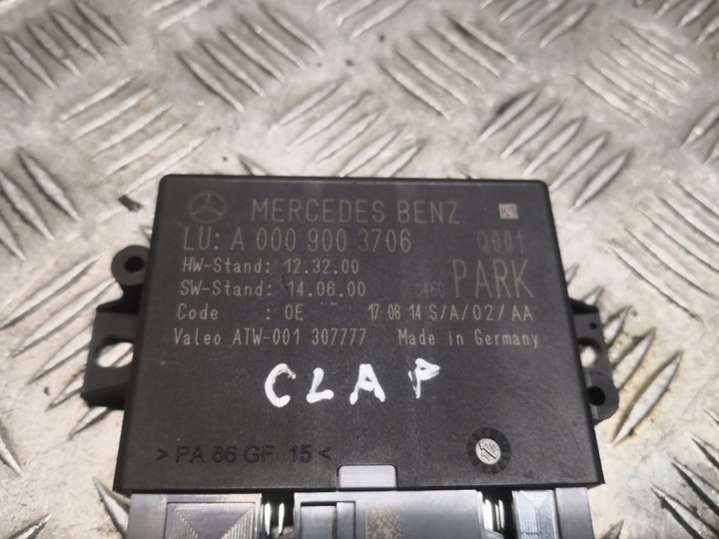 MERCEDES BENZ
LU: A 000 900 3706 Q001
HW-Stand: 12.32.00
SW-Stand: 14.06.00 PARK
Code : 0E 17 08 14 S/A/02/AA
Valeo ATW-001 307777 Made in Germany
CLAP
> PA 66 GF 15 <